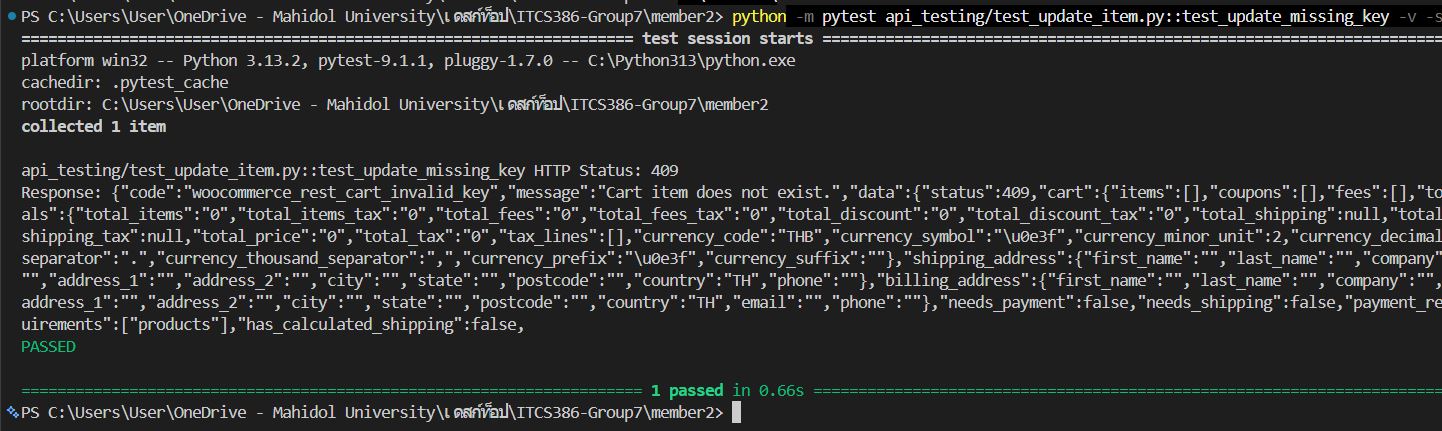 PS C:\Users\User\OneDrive - Mahidol University\เดสก์ท็อป\ITCS386-Group7\member2> python -m pytest api_testing/test_update_item.py::test_update_missing_key -v -s
============================ test session starts ============================
platform win32 -- Python 3.13.2, pytest-9.1.1, pluggy-1.7.0 -- C:\Python313\python.exe
cachedir: .pytest_cache
rootdir: C:\Users\User\OneDrive - Mahidol University\เดสก์ท็อป\ITCS386-Group7\member2
collected 1 item
api_testing/test_update_item.py::test_update_missing_key HTTP Status: 409
Response: {"code":"woocommerce_rest_cart_invalid_key","message":"Cart item does not exist.","data":{"status":409,"cart":{"items":[],"coupons":[],"fees":[],"to
als":{"total_items":"0","total_items_tax":"0","total_fees":"0","total_fees_tax":"0","total_discount":"0","total_discount_tax":"0","total_shipping":null,"total
shipping_tax":null,"total_price":"0","total_tax":"0","tax_lines":[],"currency_code":"THB","currency_symbol":"\u0e3f","currency_minor_unit":2,"currency_decimal
separator":".","currency_thousand_separator":",","currency_prefix":"\u0e3f","currency_suffix":""},"shipping_address":{"first_name":"","last_name":"","company"
"","address_1":"","address_2":"","city":"","state":"","postcode":"","country":"TH","phone":""},"billing_address":{"first_name":"","last_name":"","company":"",
address_1":"","address_2":"","city":"","state":"","postcode":"","country":"TH","email":"","phone":""},"needs_payment":false,"needs_shipping":false,"payment_re
uirements":["products"],"has_calculated_shipping":false,
PASSED
============================ 1 passed in 0.66s ============================
PS C:\Users\User\OneDrive - Mahidol University\เดสก์ท็อป\ITCS386-Group7\member2>